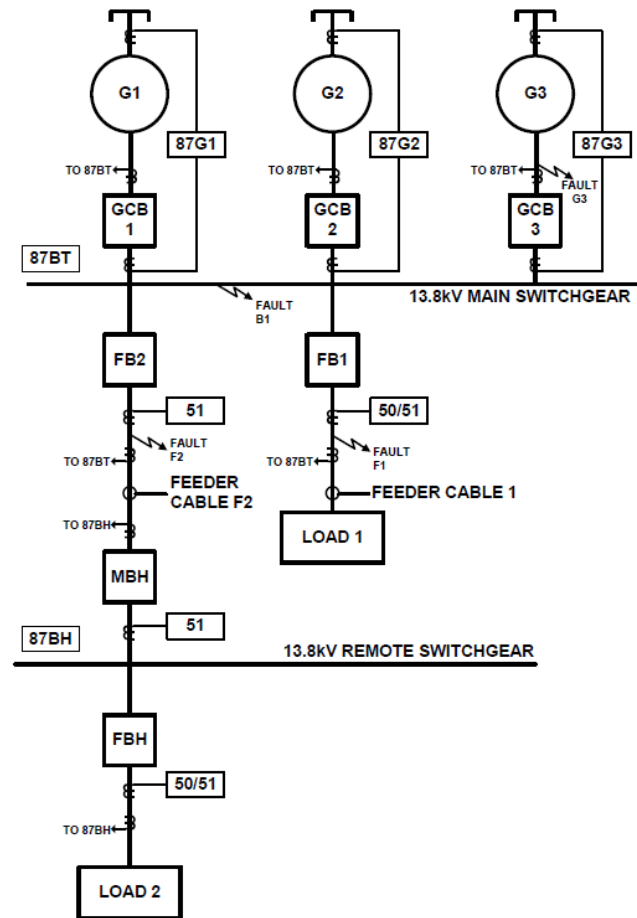 G1
G2
G3
87G1
87G2
87G3
TO 87BT
TO 87BT
TO 87BT
FAULT
G3
GCB
1
GCB
2
GCB
3
87BT
13.8kV MAIN SWITCHGEAR
FAULT
B1
FB2
FB1
51
50/51
FAULT
F2
FAULT
F1
TO 87BT
TO 87BT
FEEDER
CABLE F2
FEEDER CABLE 1
TO 87BH
LOAD 1
MBH
51
87BH
13.8kV REMOTE SWITCHGEAR
FBH
50/51
TO 87BH
LOAD 2